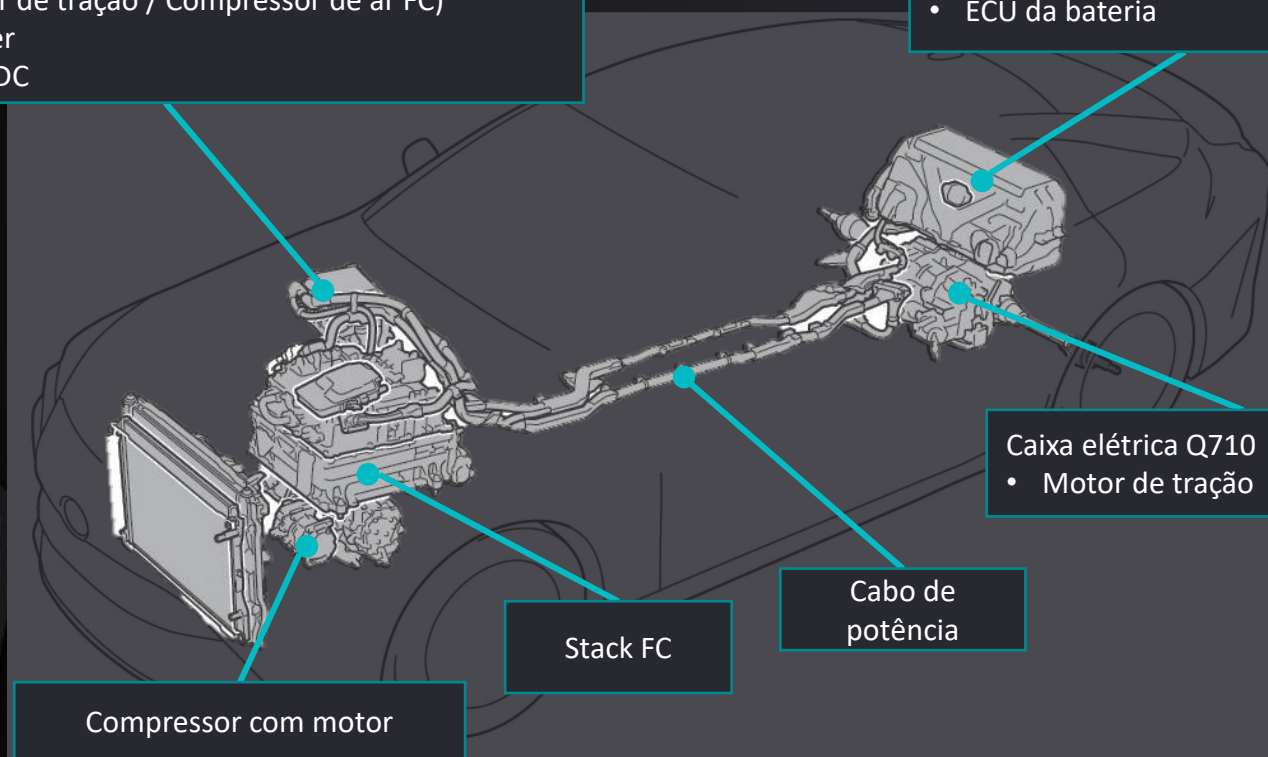 de tração / Compressor de ar FC)
DC
• ECU da bateria
Caixa elétrica Q710
• Motor de tração
Cabo de
potência
Stack FC
Compressor com motor